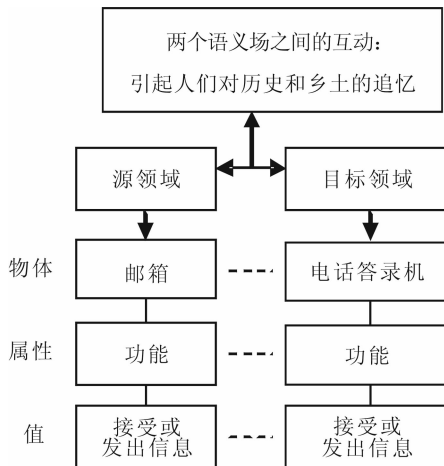 两个语义场之间的互动:
引起人们对历史和乡土的追忆
源领域 目标领域
物体 邮箱 电话答录机
属性 功能 功能
值 接受或 接受或
发出信息 发出信息